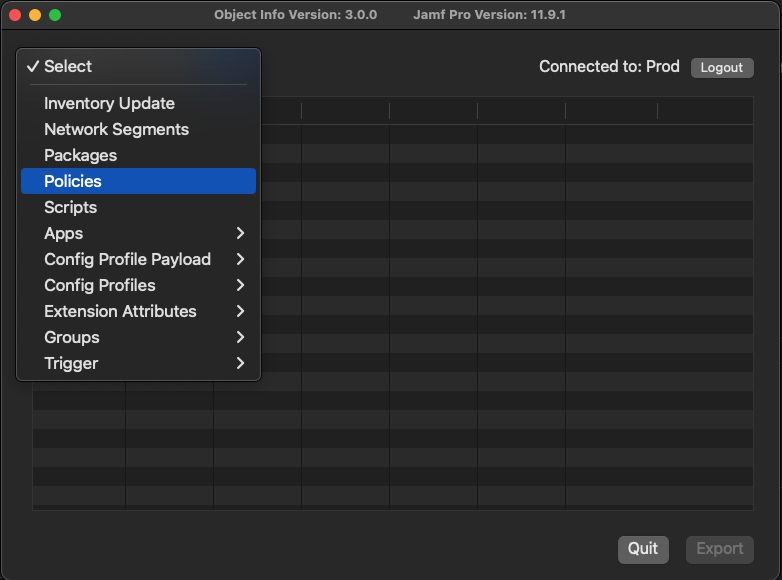 Object Info Version: 3.0.0 Jamf Pro Version: 11.9.1
Select
Connected to: Prod Logout
Inventory Update
Network Segments
Packages
Policies
Scripts
Apps
Config Profile Payload
Config Profiles
Extension Attributes
Groups
Trigger
Quit Export